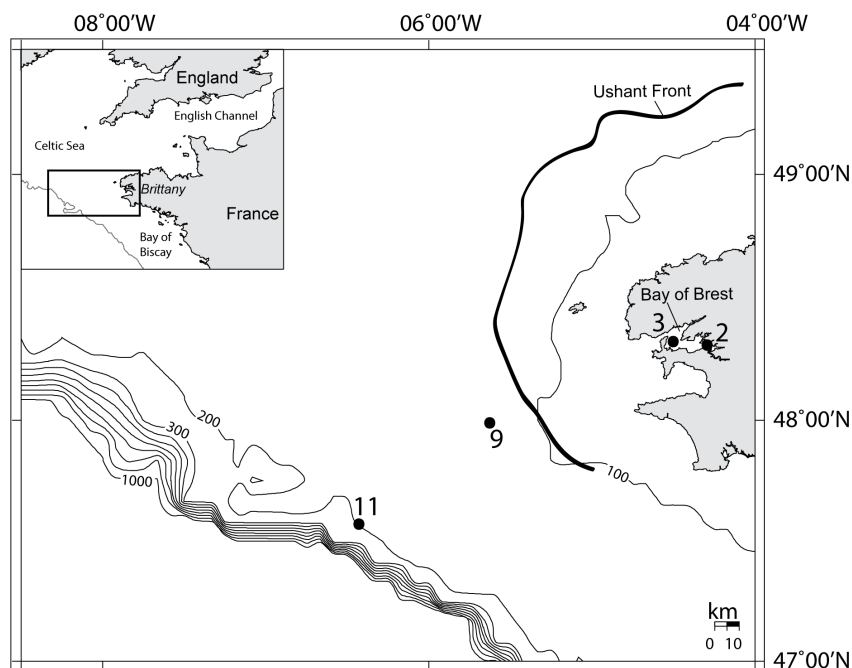 08°00'W 06°00'W 04°00'W
England
English Channel
Celtic Sea
Brittany
France
Bay of
Biscay
Ushant Front
49°00'N
Bay of Brest
3 2
200
300
1000
48°00'N
9
100
11
km
0 10
47°00'N